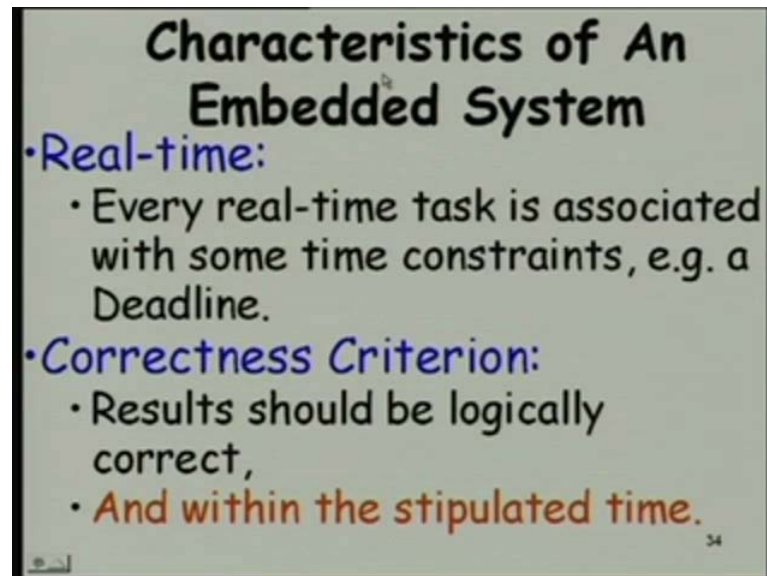 Characteristics of An
Embedded System
•Real-time:
• Every real-time task is associated
with some time constraints, e.g. a
Deadline.
•Correctness Criterion:
• Results should be logically
correct,
• And within the stipulated time.
34